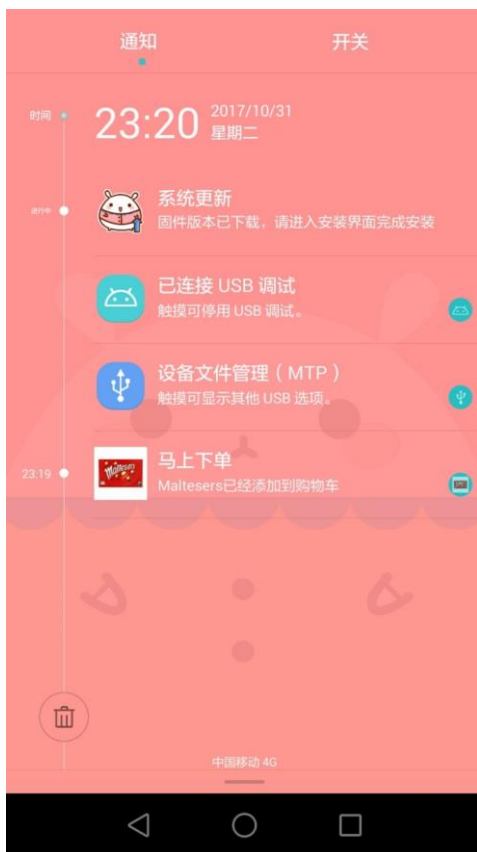 通知 开关
时间 23:20 2017/10/31
星期二
进行中 系统更新
固件版本已下载，请进入安装界面完成安装
已连接 USB 调试
触摸可停用 USB 调试。
设备文件管理（MTP）
触摸可显示其他 USB 选项。
23:19 马上下单
Maltesers
Maltesers已经添加到购物车
中国移动 4G